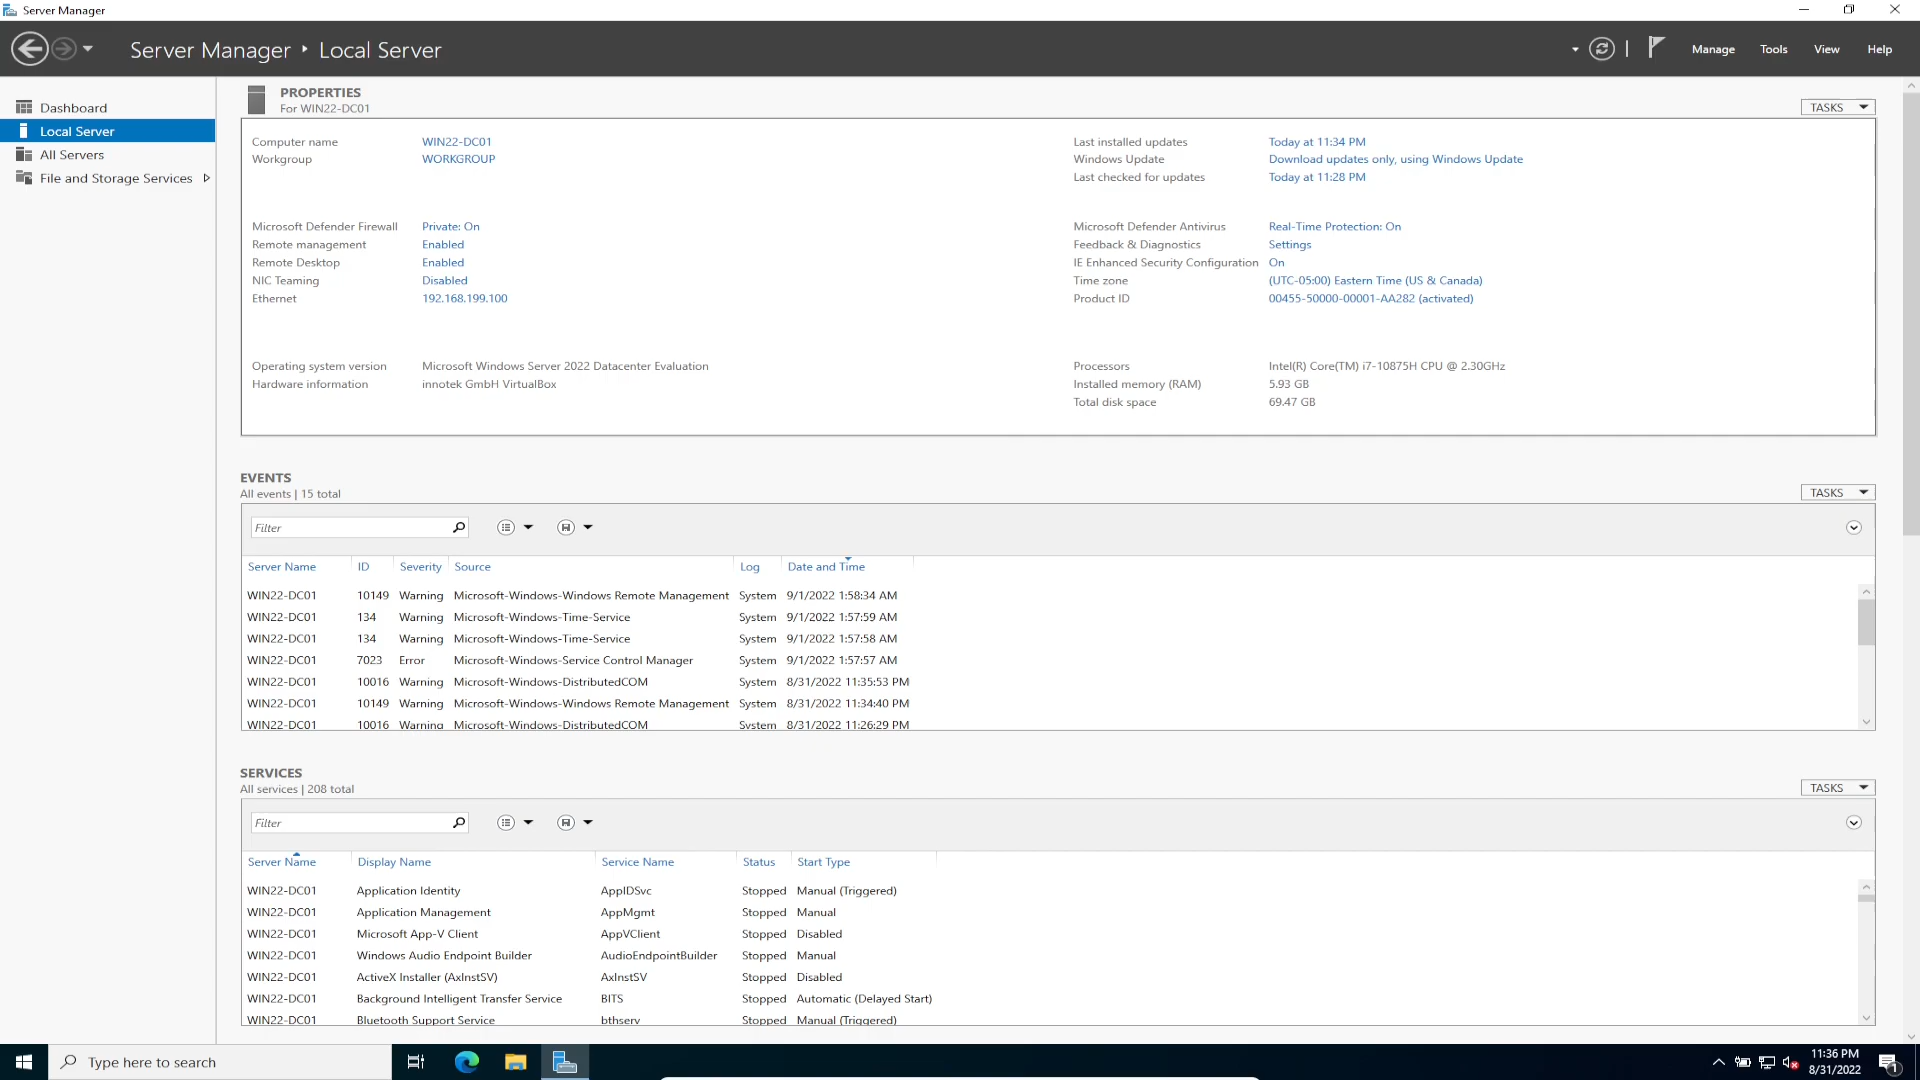 Server Manager
Server Manager ‣ Local Server
Manage Tools View Help
Dashboard
Local Server
All Servers
File and Storage Services
PROPERTIES
For WIN22-DC01
TASKS
Computer name WIN22-DC01
Workgroup WORKGROUP
Last installed updates Today at 11:34 PM
Windows Update Download updates only, using Windows Update
Last checked for updates Today at 11:28 PM
Microsoft Defender Firewall Private: On
Remote management Enabled
Remote Desktop Enabled
NIC Teaming Disabled
Ethernet 192.168.199.100
Microsoft Defender Antivirus Real-Time Protection: On
Feedback & Diagnostics Settings
IE Enhanced Security Configuration On
Time zone (UTC-05:00) Eastern Time (US & Canada)
Product ID 00455-50000-00001-AA282 (activated)
Operating system version Microsoft Windows Server 2022 Datacenter Evaluation
Hardware information innotek GmbH VirtualBox
Processors Intel(R) Core(TM) i7-10875H CPU @ 2.30GHz
Installed memory (RAM) 5.93 GB
Total disk space 69.47 GB
EVENTS
All events | 15 total
TASKS
Filter
Server Name ID Severity Source Log Date and Time
WIN22-DC01 10149 Warning Microsoft-Windows-Windows Remote Management System 9/1/2022 1:58:34 AM
WIN22-DC01 134 Warning Microsoft-Windows-Time-Service System 9/1/2022 1:57:59 AM
WIN22-DC01 134 Warning Microsoft-Windows-Time-Service System 9/1/2022 1:57:58 AM
WIN22-DC01 7023 Error Microsoft-Windows-Service Control Manager System 9/1/2022 1:57:57 AM
WIN22-DC01 10016 Warning Microsoft-Windows-DistributedCOM System 8/31/2022 11:35:53 PM
WIN22-DC01 10149 Warning Microsoft-Windows-Windows Remote Management System 8/31/2022 11:34:40 PM
WIN22-DC01 10016 Warning Microsoft-Windows-DistributedCOM System 8/31/2022 11:26:29 PM
SERVICES
All services | 208 total
TASKS
Filter
Server Name Display Name Service Name Status Start Type
WIN22-DC01 Application Identity AppIDSvc Stopped Manual (Triggered)
WIN22-DC01 Application Management AppMgmt Stopped Manual
WIN22-DC01 Microsoft App-V Client AppVClient Stopped Disabled
WIN22-DC01 Windows Audio Endpoint Builder AudioEndpointBuilder Stopped Manual
WIN22-DC01 ActiveX Installer (AxInstSV) AxInstSV Stopped Disabled
WIN22-DC01 Background Intelligent Transfer Service BITS Stopped Automatic (Delayed Start)
WIN22-DC01 Bluetooth Support Service bthserv Stopped Manual (Triggered)
Type here to search
11:36 PM
8/31/2022
1